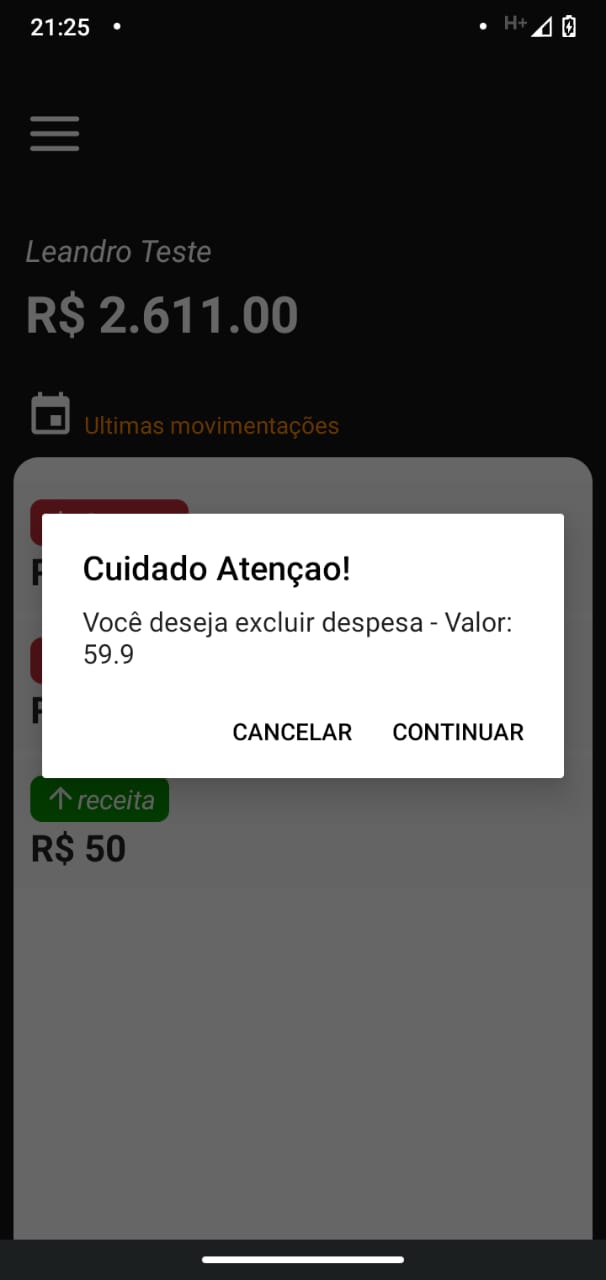 21:25
H+
Leandro Teste
R$ 2.611.00
Ultimas movimentações
Cuidado Atençao!
Você deseja excluir despesa - Valor:
59.9
CANCELAR CONTINUAR
receita
R$ 50